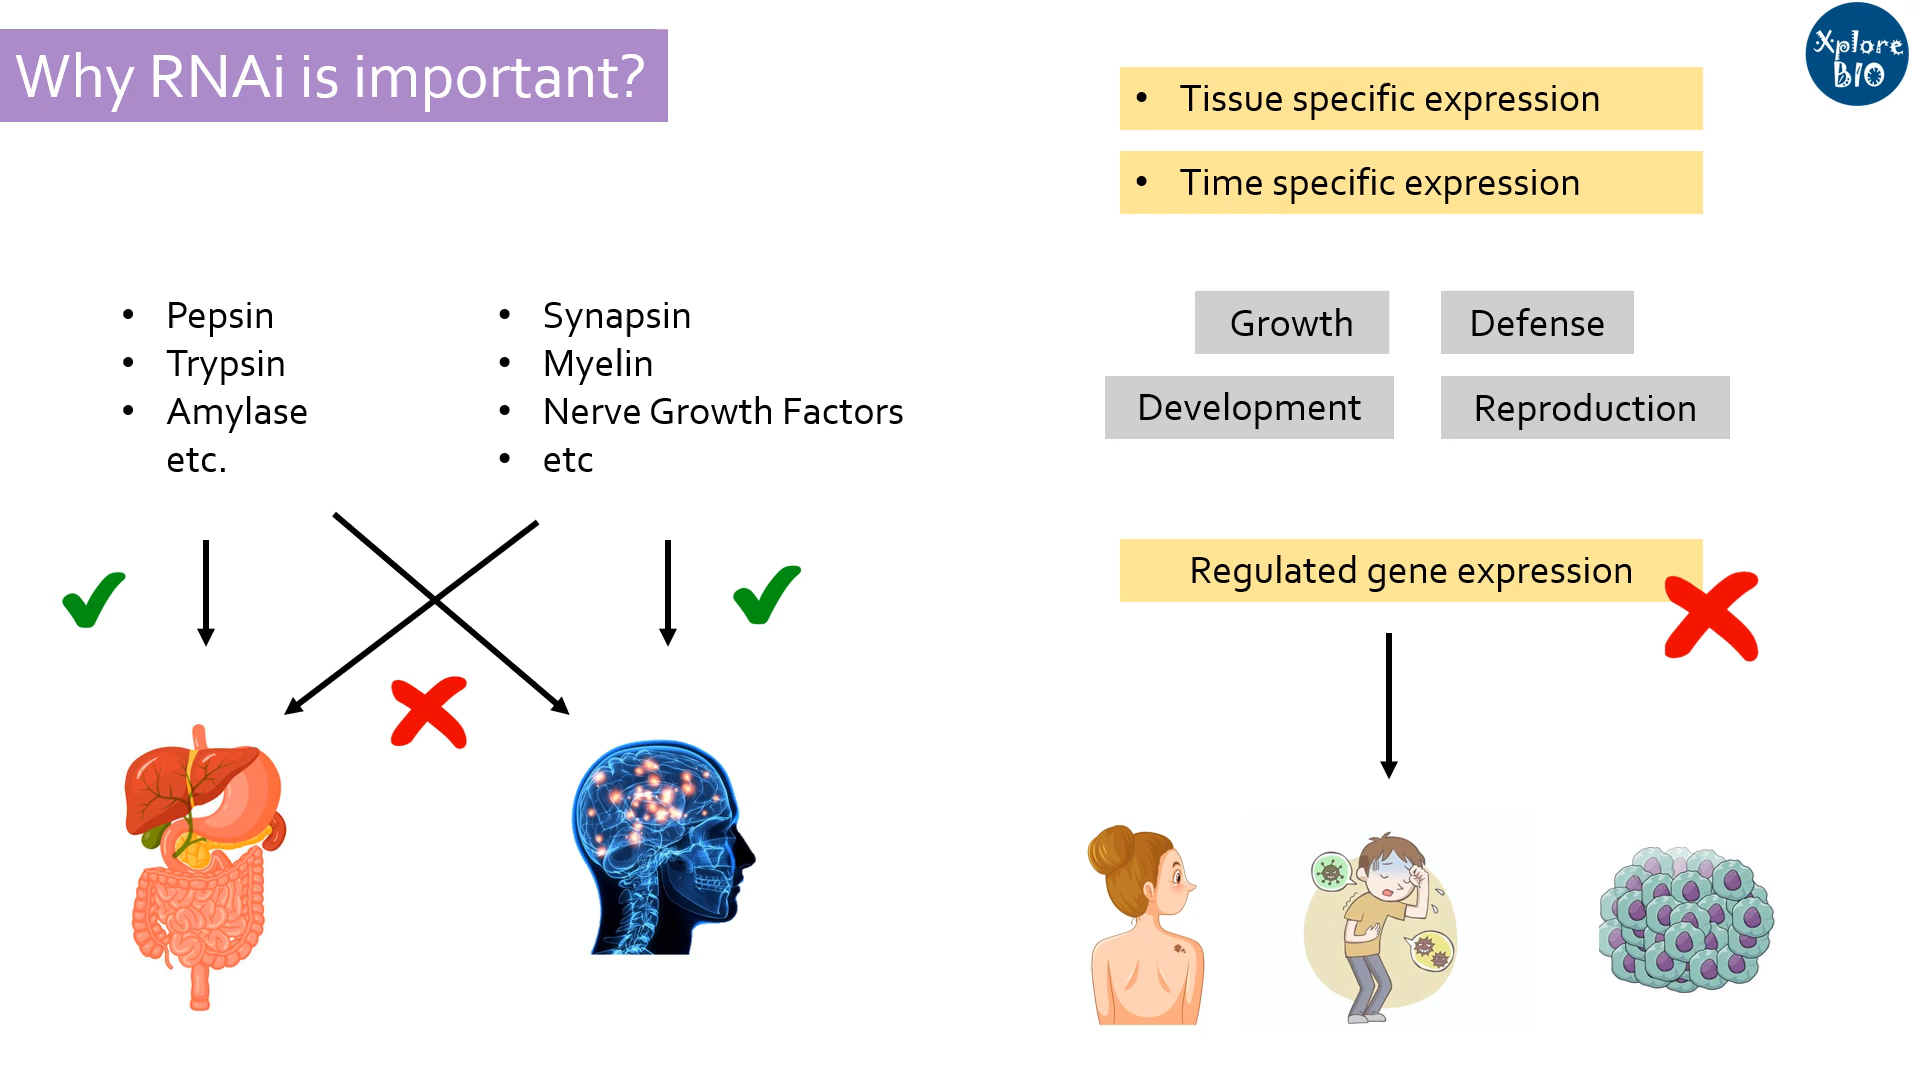 Why RNAi is important?
Xplore
BIO
• Tissue specific expression
• Time specific expression
• Pepsin
• Trypsin
• Amylase
etc.
• Synapsin
• Myelin
• Nerve Growth Factors
• etc
Growth
Defense
Development
Reproduction
Regulated gene expression